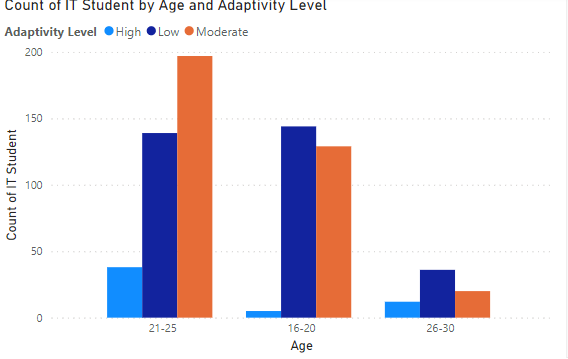 Count of IT Student by Age and Adaptivity Level
Adaptivity Level High Low Moderate
200
150
100
50
0
Count of IT Student
21-25 16-20 26-30
Age